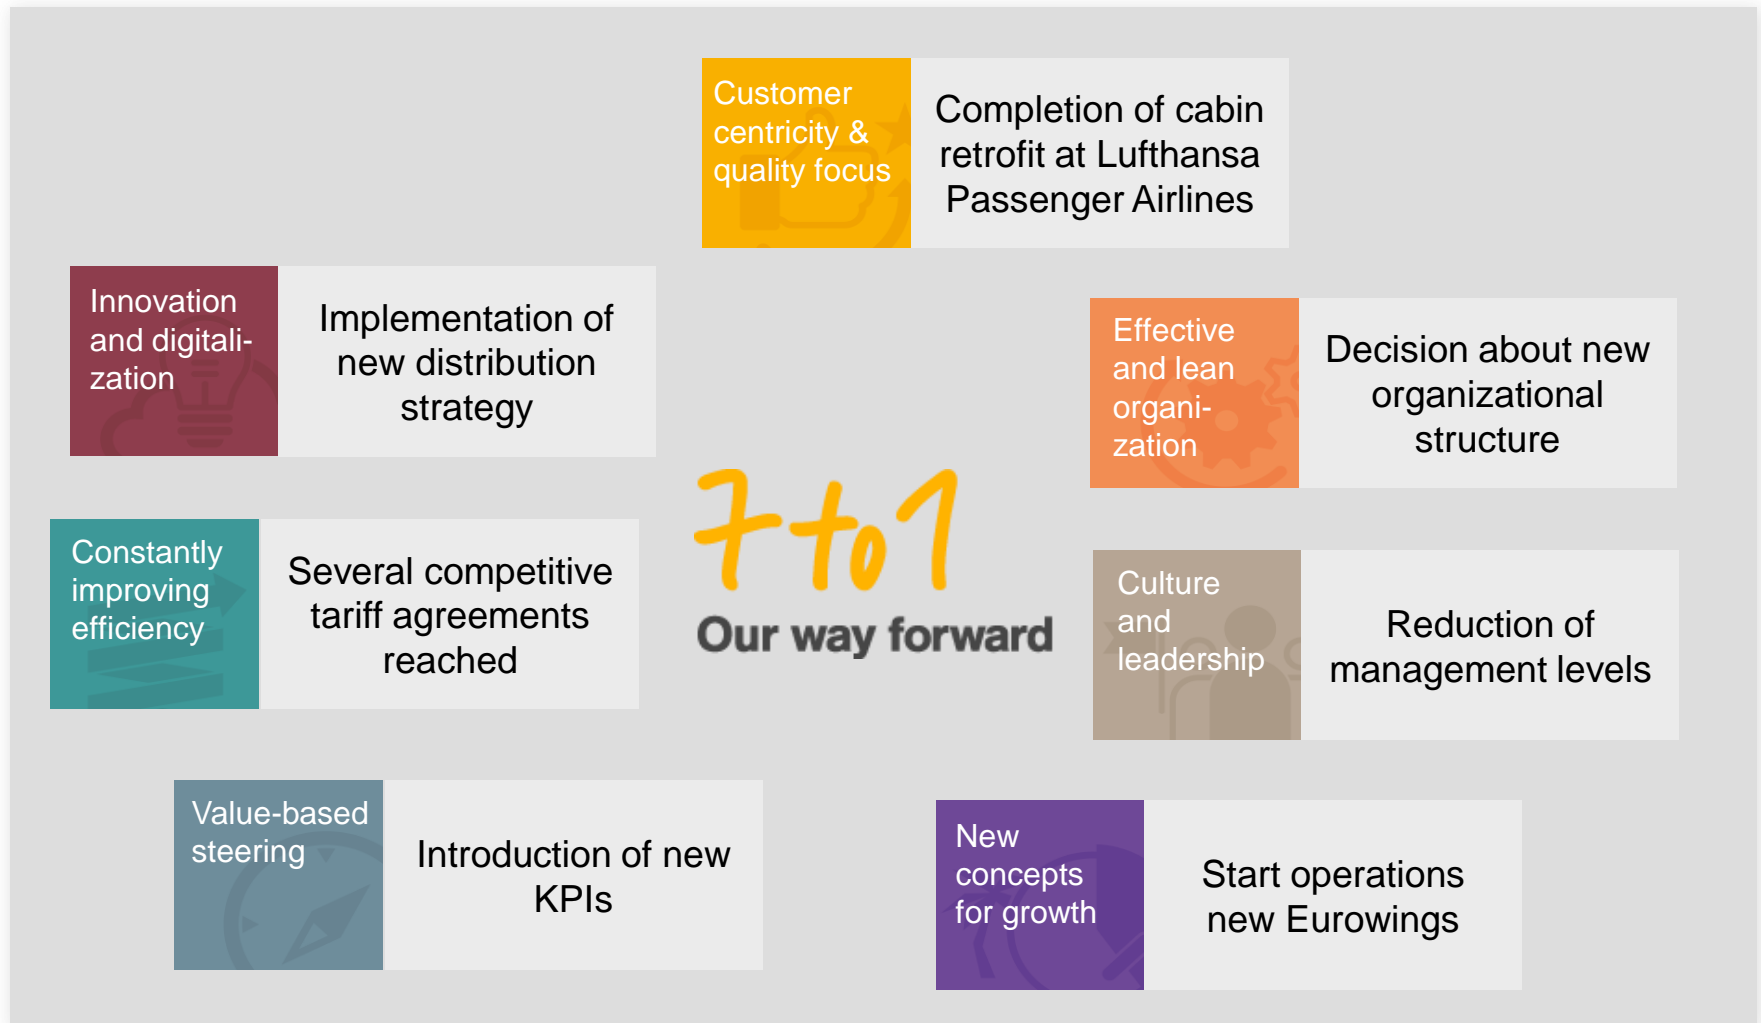 Customer
centricity &
quality focus
Completion of cabin
retrofit at Lufthansa
Passenger Airlines
Innovation
and digitali-
zation
Implementation of
new distribution
strategy
Effective
and lean
organi-
zation
Decision about new
organizational
structure
7to1
Our way forward
Constantly
improving
efficiency
Several competitive
tariff agreements
reached
Culture
and
leadership
Reduction of
management levels
Value-based
steering
Introduction of new
KPIs
New
concepts
for growth
Start operations
new Eurowings